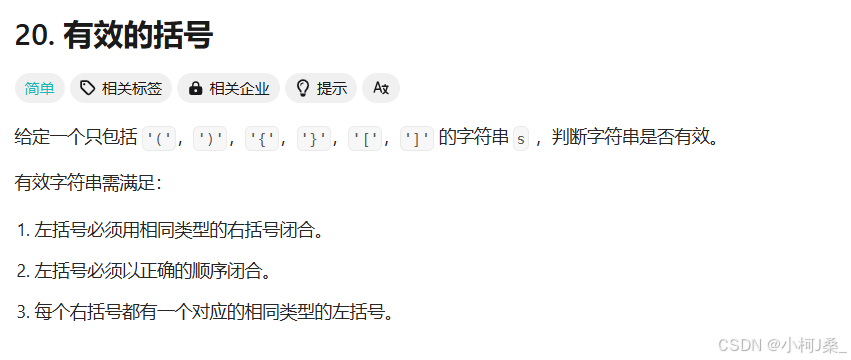 20. 有效的括号
简单 相关标签 相关企业 提示 Aあ
给定一个只包括 '('，')'，'{'，'}'，'['，']' 的字符串 s ，判断字符串是否有效。
有效字符串需满足：
1. 左括号必须用相同类型的右括号闭合。
2. 左括号必须以正确的顺序闭合。
3. 每个右括号都有一个对应的相同类型的左括号。
CSDN @小柯J桑_